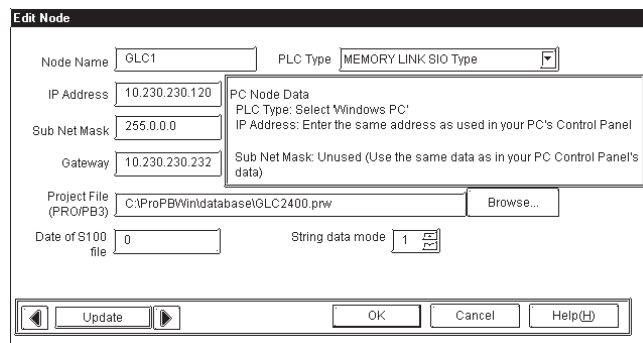 Edit Node
Node Name GLC1 PLC Type MEMORY LINK SIO Type
IP Address 10.230.230.120
Sub Net Mask 255.0.0.0
Gateway 10.230.230.232
PC Node Data
PLC Type: Select 'Windows PC'
IP Address: Enter the same address as used in your PC's Control Panel
Sub Net Mask: Unused (Use the same data as in your PC Control Panel's
data)
Project File
(PRO/PB3) C:\ProPBWin\database\GLC2400.prw Browse...
Date of S100
file 0 String data mode 1
Update OK Cancel Help(H)